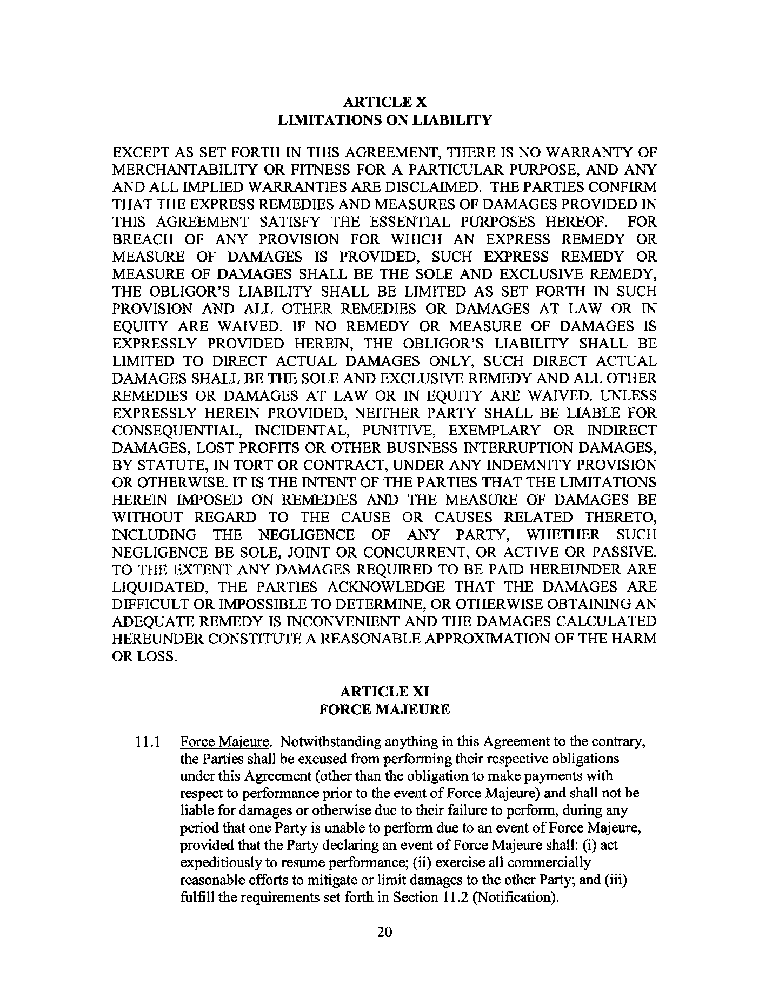 ARTICLE X
LIMITATIONS ON LIABILITY
EXCEPT AS SET FORTH IN THIS AGREEMENT, THERE IS NO WARRANTY OF
MERCHANTABILITY OR FITNESS FOR A PARTICULAR PURPOSE, AND ANY
AND ALL IMPLIED WARRANTIES ARE DISCLAIMED. THE PARTIES CONFIRM
THAT THE EXPRESS REMEDIES AND MEASURES OF DAMAGES PROVIDED IN
THIS AGREEMENT SATISFY THE ESSENTIAL PURPOSES HEREOF. FOR
BREACH OF ANY PROVISION FOR WHICH AN EXPRESS REMEDY OR
MEASURE OF DAMAGES IS PROVIDED, SUCH EXPRESS REMEDY OR
MEASURE OF DAMAGES SHALL BE THE SOLE AND EXCLUSIVE REMEDY,
THE OBLIGOR'S LIABILITY SHALL BE LIMITED AS SET FORTH IN SUCH
PROVISION AND ALL OTHER REMEDIES OR DAMAGES AT LAW OR IN
EQUITY ARE WAIVED. IF NO REMEDY OR MEASURE OF DAMAGES IS
EXPRESSLY PROVIDED HEREIN, THE OBLIGOR'S LIABILITY SHALL BE
LIMITED TO DIRECT ACTUAL DAMAGES ONLY, SUCH DIRECT ACTUAL
DAMAGES SHALL BE THE SOLE AND EXCLUSIVE REMEDY AND ALL OTHER
REMEDIES OR DAMAGES AT LAW OR IN EQUITY ARE WAIVED. UNLESS
EXPRESSLY HEREIN PROVIDED, NEITHER PARTY SHALL BE LIABLE FOR
CONSEQUENTIAL, INCIDENTAL, PUNITIVE, EXEMPLARY OR INDIRECT
DAMAGES, LOST PROFITS OR OTHER BUSINESS INTERRUPTION DAMAGES,
BY STATUTE, IN TORT OR CONTRACT, UNDER ANY INDEMNITY PROVISION
OR OTHERWISE. IT IS THE INTENT OF THE PARTIES THAT THE LIMITATIONS
HEREIN IMPOSED ON REMEDIES AND THE MEASURE OF DAMAGES BE
WITHOUT REGARD TO THE CAUSE OR CAUSES RELATED THERETO,
INCLUDING THE NEGLIGENCE OF ANY PARTY, WHETHER SUCH
NEGLIGENCE BE SOLE, JOINT OR CONCURRENT, OR ACTIVE OR PASSIVE.
TO THE EXTENT ANY DAMAGES REQUIRED TO BE PAID HEREUNDER ARE
LIQUIDATED, THE PARTIES ACKNOWLEDGE THAT THE DAMAGES ARE
DIFFICULT OR IMPOSSIBLE TO DETERMINE, OR OTHERWISE OBTAINING AN
ADEQUATE REMEDY IS INCONVENIENT AND THE DAMAGES CALCULATED
HEREUNDER CONSTITUTE A REASONABLE APPROXIMATION OF THE HARM
OR LOSS.
ARTICLE XI
FORCE MAJEURE
11.1 Force Majeure. Notwithstanding anything in this Agreement to the contrary,
the Parties shall be excused from performing their respective obligations
under this Agreement (other than the obligation to make payments with
respect to performance prior to the event of Force Majeure) and shall not be
liable for damages or otherwise due to their failure to perform, during any
period that one Party is unable to perform due to an event of Force Majeure,
provided that the Party declaring an event of Force Majeure shall: (i) act
expeditiously to resume performance; (ii) exercise all commercially
reasonable efforts to mitigate or limit damages to the other Party; and (iii)
fulfill the requirements set forth in Section 11.2 (Notification).
20